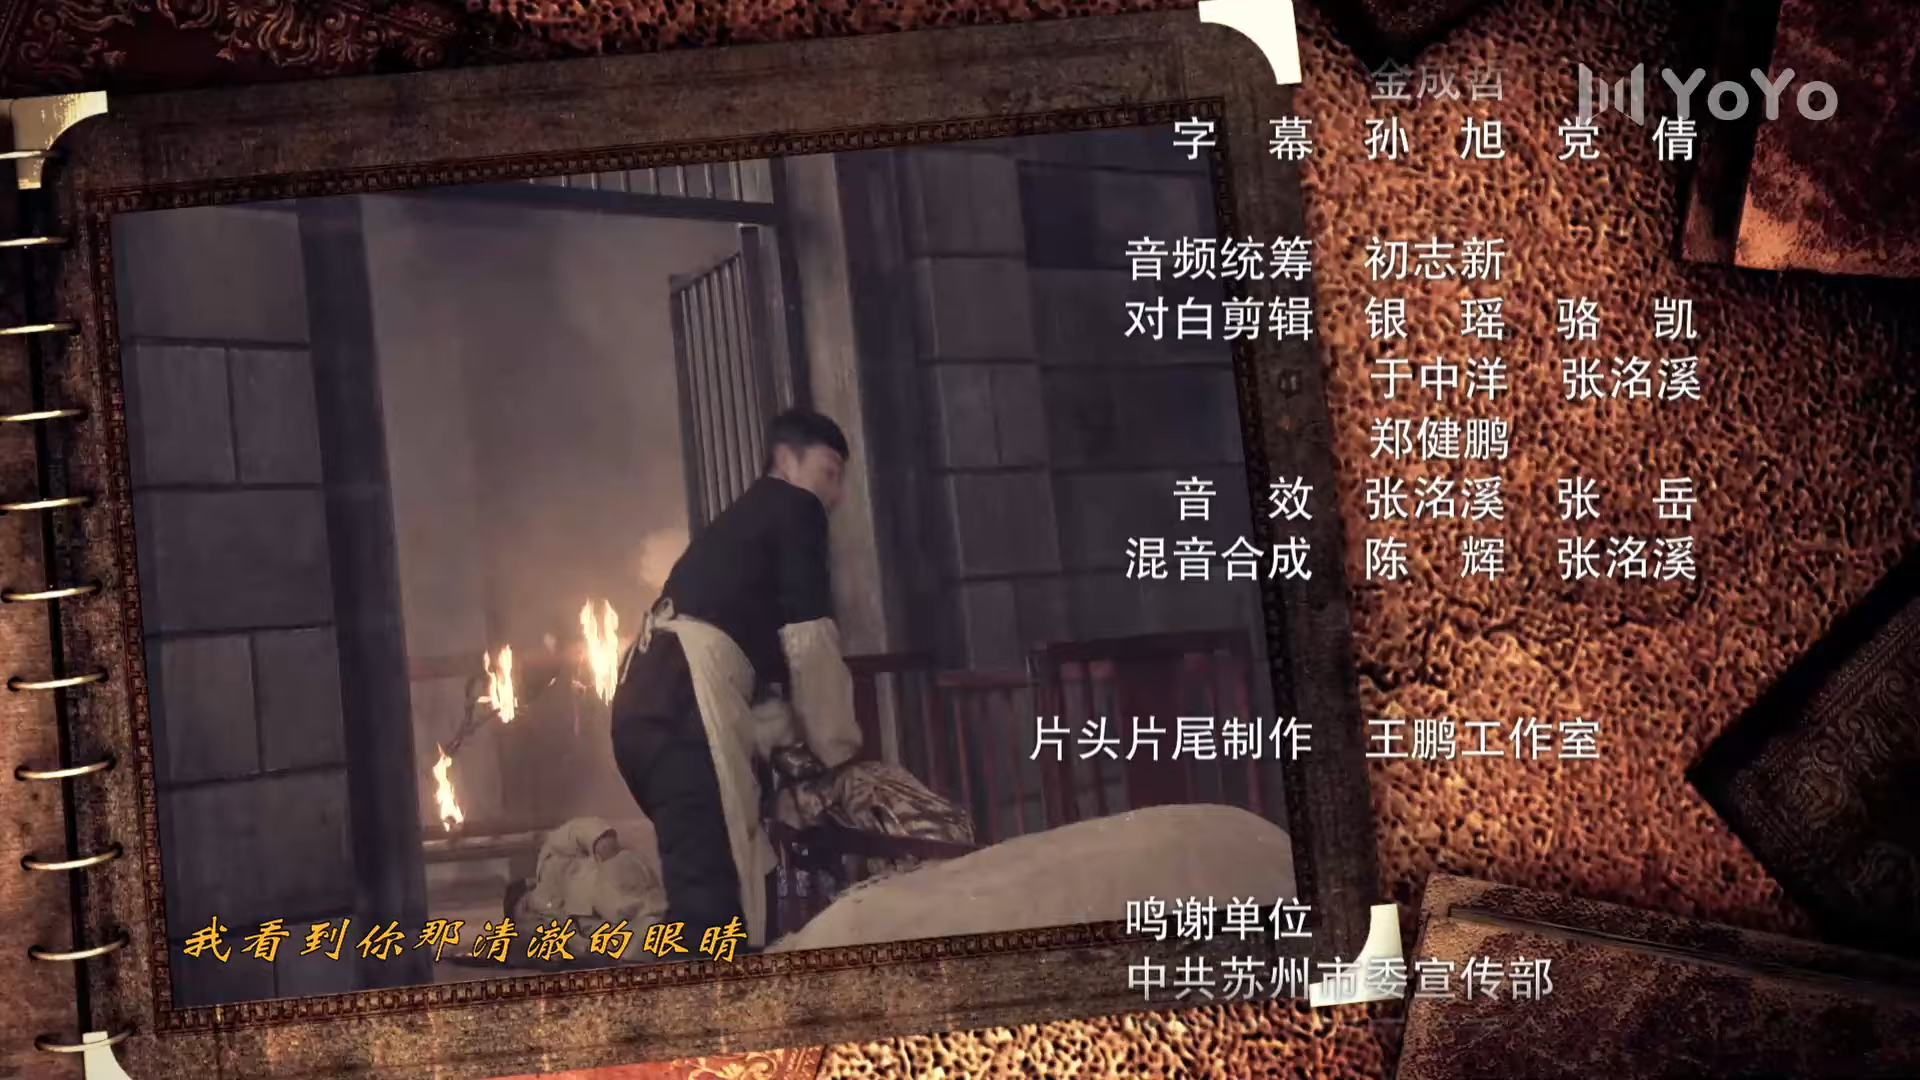 金成哲
YoYo
字幕 孙旭 党倩
音频统筹 初志新
对白剪辑 银瑶 骆凯
于中洋 张洺溪
郑健鹏
音效 张洺溪 张岳
混音合成 陈辉 张洺溪
片头片尾制作 王鹏工作室
鸣谢单位
我看到你那清澈的眼睛
中共苏州市委宣传部